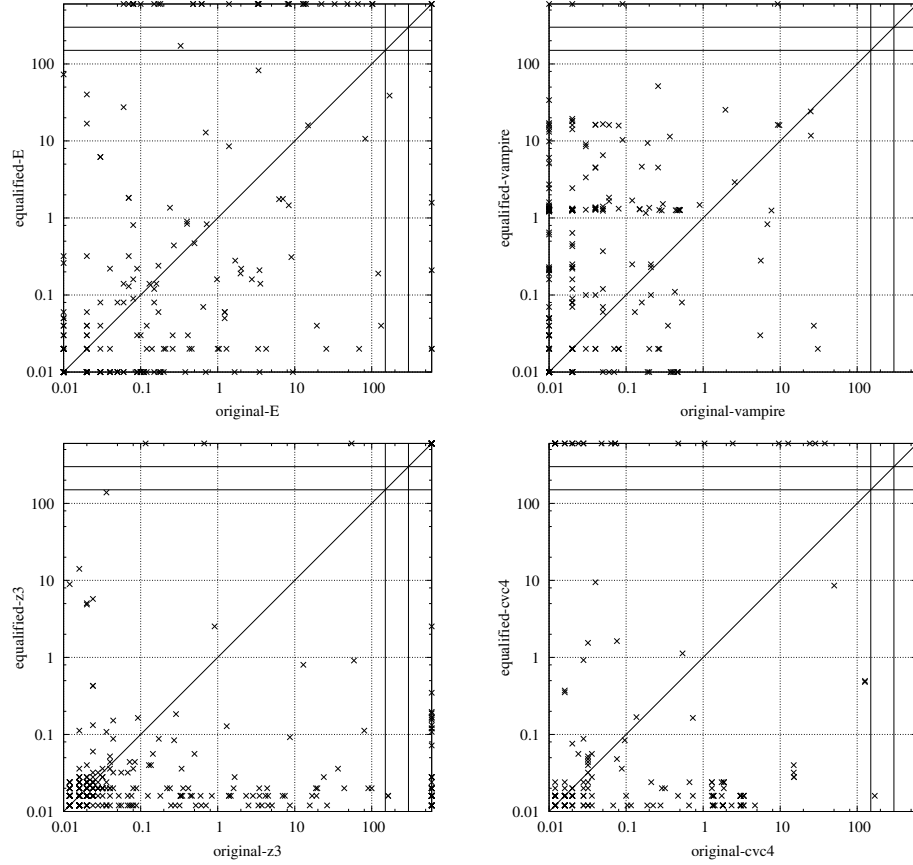 equalified-E
100
10
1
0.1
0.01
0.01 0.1 1 10 100
original-E
equalified-vampire
100
10
1
0.1
0.01
0.01 0.1 1 10 100
original-vampire
equalified-z3
100
10
1
0.1
0.01
0.01 0.1 1 10 100
original-z3
equalified-cvc4
100
10
1
0.1
0.01
0.01 0.1 1 10 100
original-cvc4